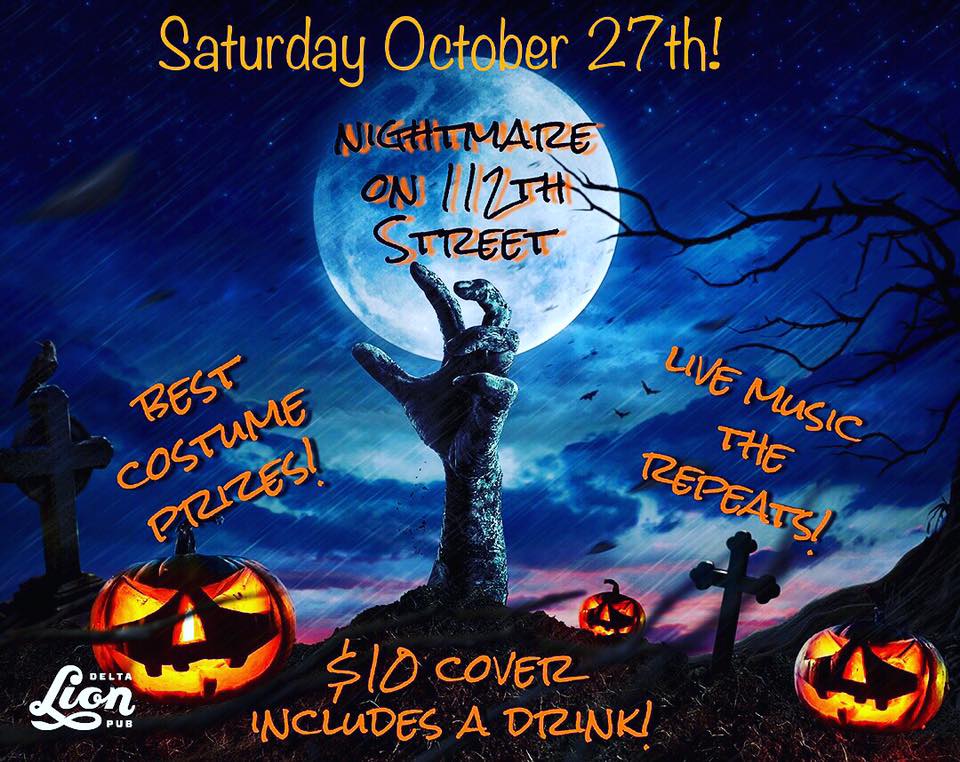 Saturday October 27th!
NIGHTMARE
ON 112TH
STREET
BEST
COSTUME
PRIZES!
LIVE MUSIC
THE
REPEATS!
$10 COVER
INCLUDES A DRINK!
DELTA
Lion
PUB